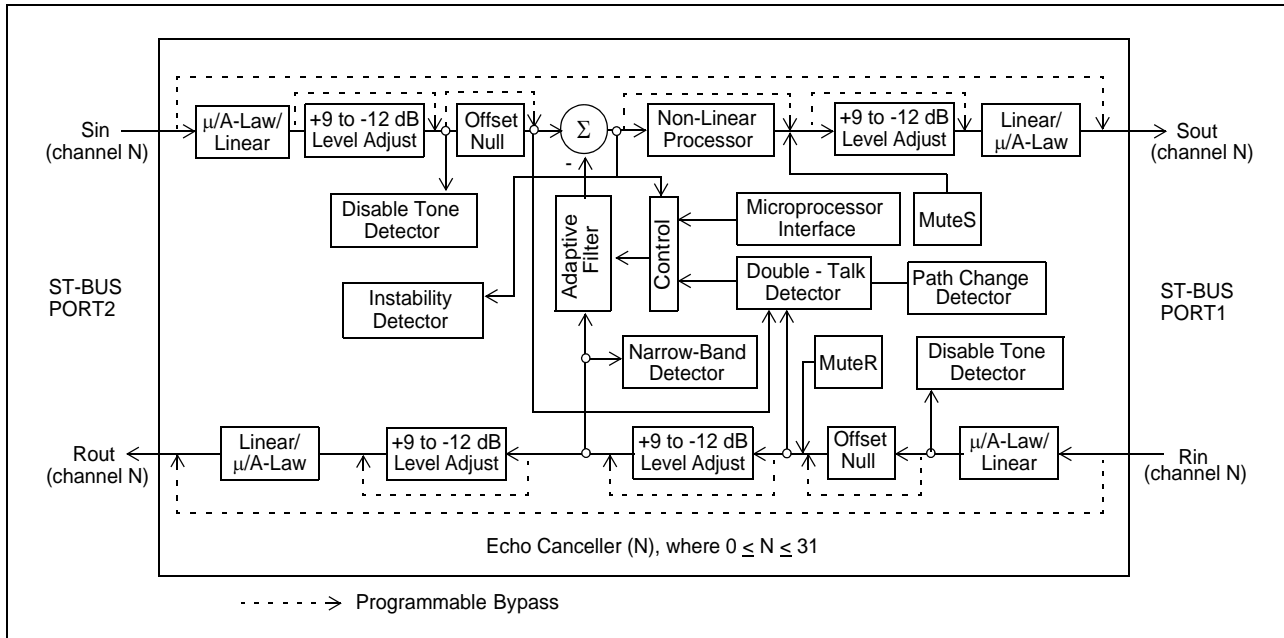 Sin
(channel N)
μ/A-Law/
Linear
+9 to -12 dB
Level Adjust
Offset
Null
Σ
-
Non-Linear
Processor
+9 to -12 dB
Level Adjust
Linear/
μ/A-Law
Sout
(channel N)
Disable Tone
Detector
Adaptive
Filter
Control
Microprocessor
Interface
MuteS
ST-BUS
PORT2
Instability
Detector
Double - Talk
Detector
Path Change
Detector
ST-BUS
PORT1
Narrow-Band
Detector
MuteR
Disable Tone
Detector
Rout
(channel N)
Linear/
μ/A-Law
+9 to -12 dB
Level Adjust
+9 to -12 dB
Level Adjust
Offset
Null
μ/A-Law/
Linear
Rin
(channel N)
Echo Canceller (N), where 0 ≤ N ≤ 31
Programmable Bypass